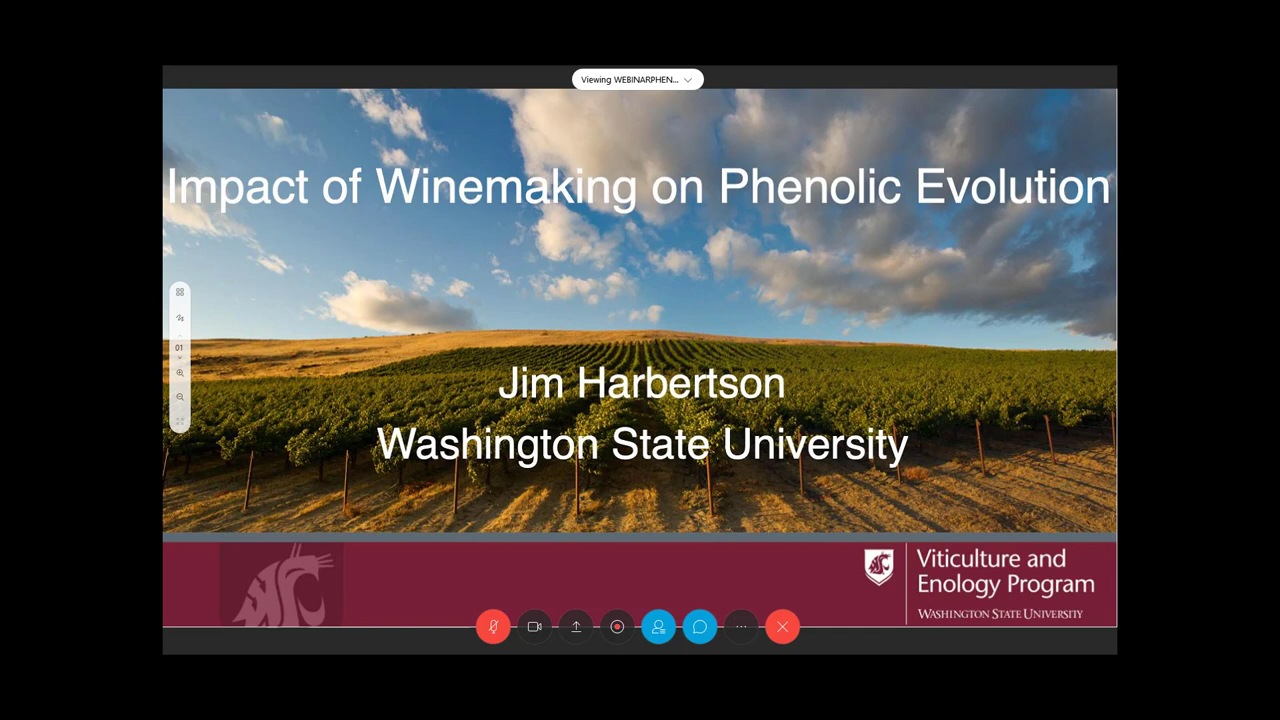 Viewing WEBINARPHEN...
Impact of Winemaking on Phenolic Evolution
01
Jim Harbertson
Washington State University
Viticulture and
Enology Program
WASHINGTON STATE UNIVERSITY